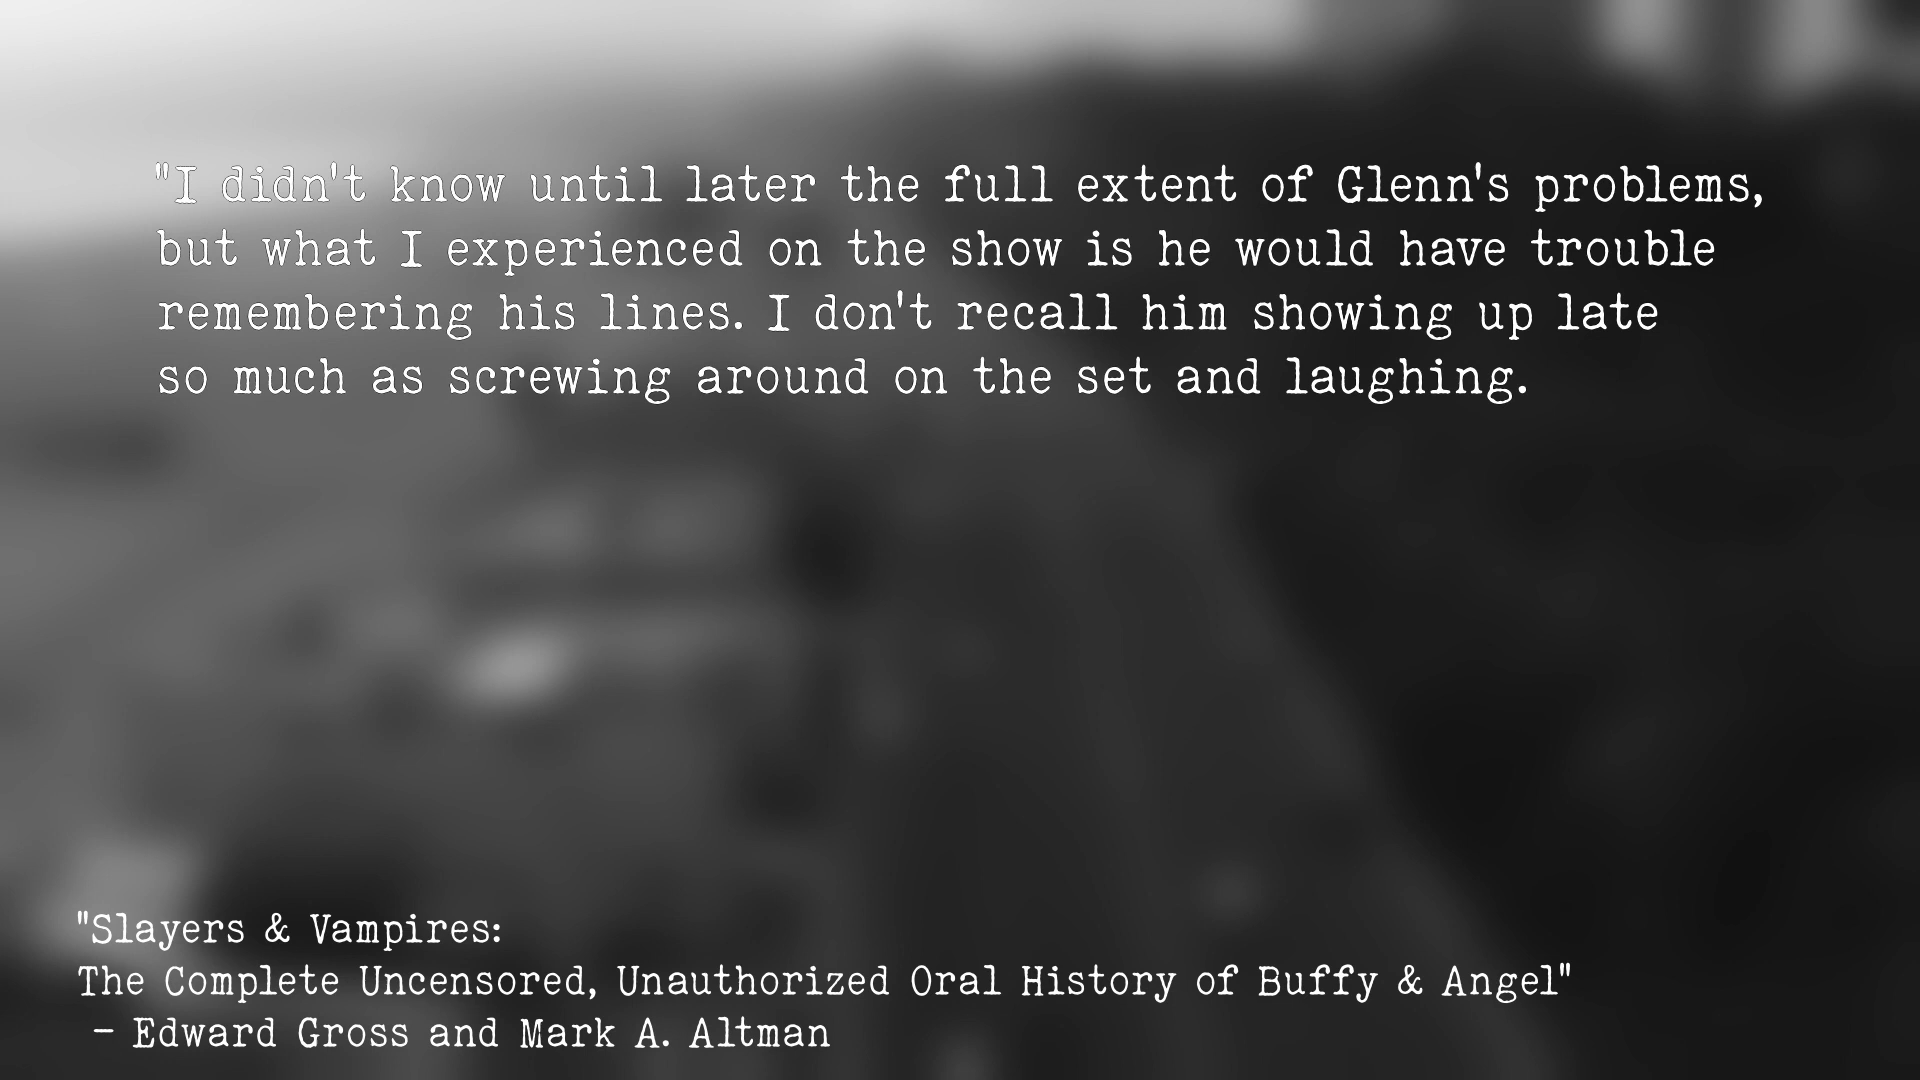 "I didn't know until later the full extent of Glenn's problems,
but what I experienced on the show is he would have trouble
remembering his lines. I don't recall him showing up late
so much as screwing around on the set and laughing.
"Slayers & Vampires:
The Complete Uncensored, Unauthorized Oral History of Buffy & Angel"
- Edward Gross and Mark A. Altman